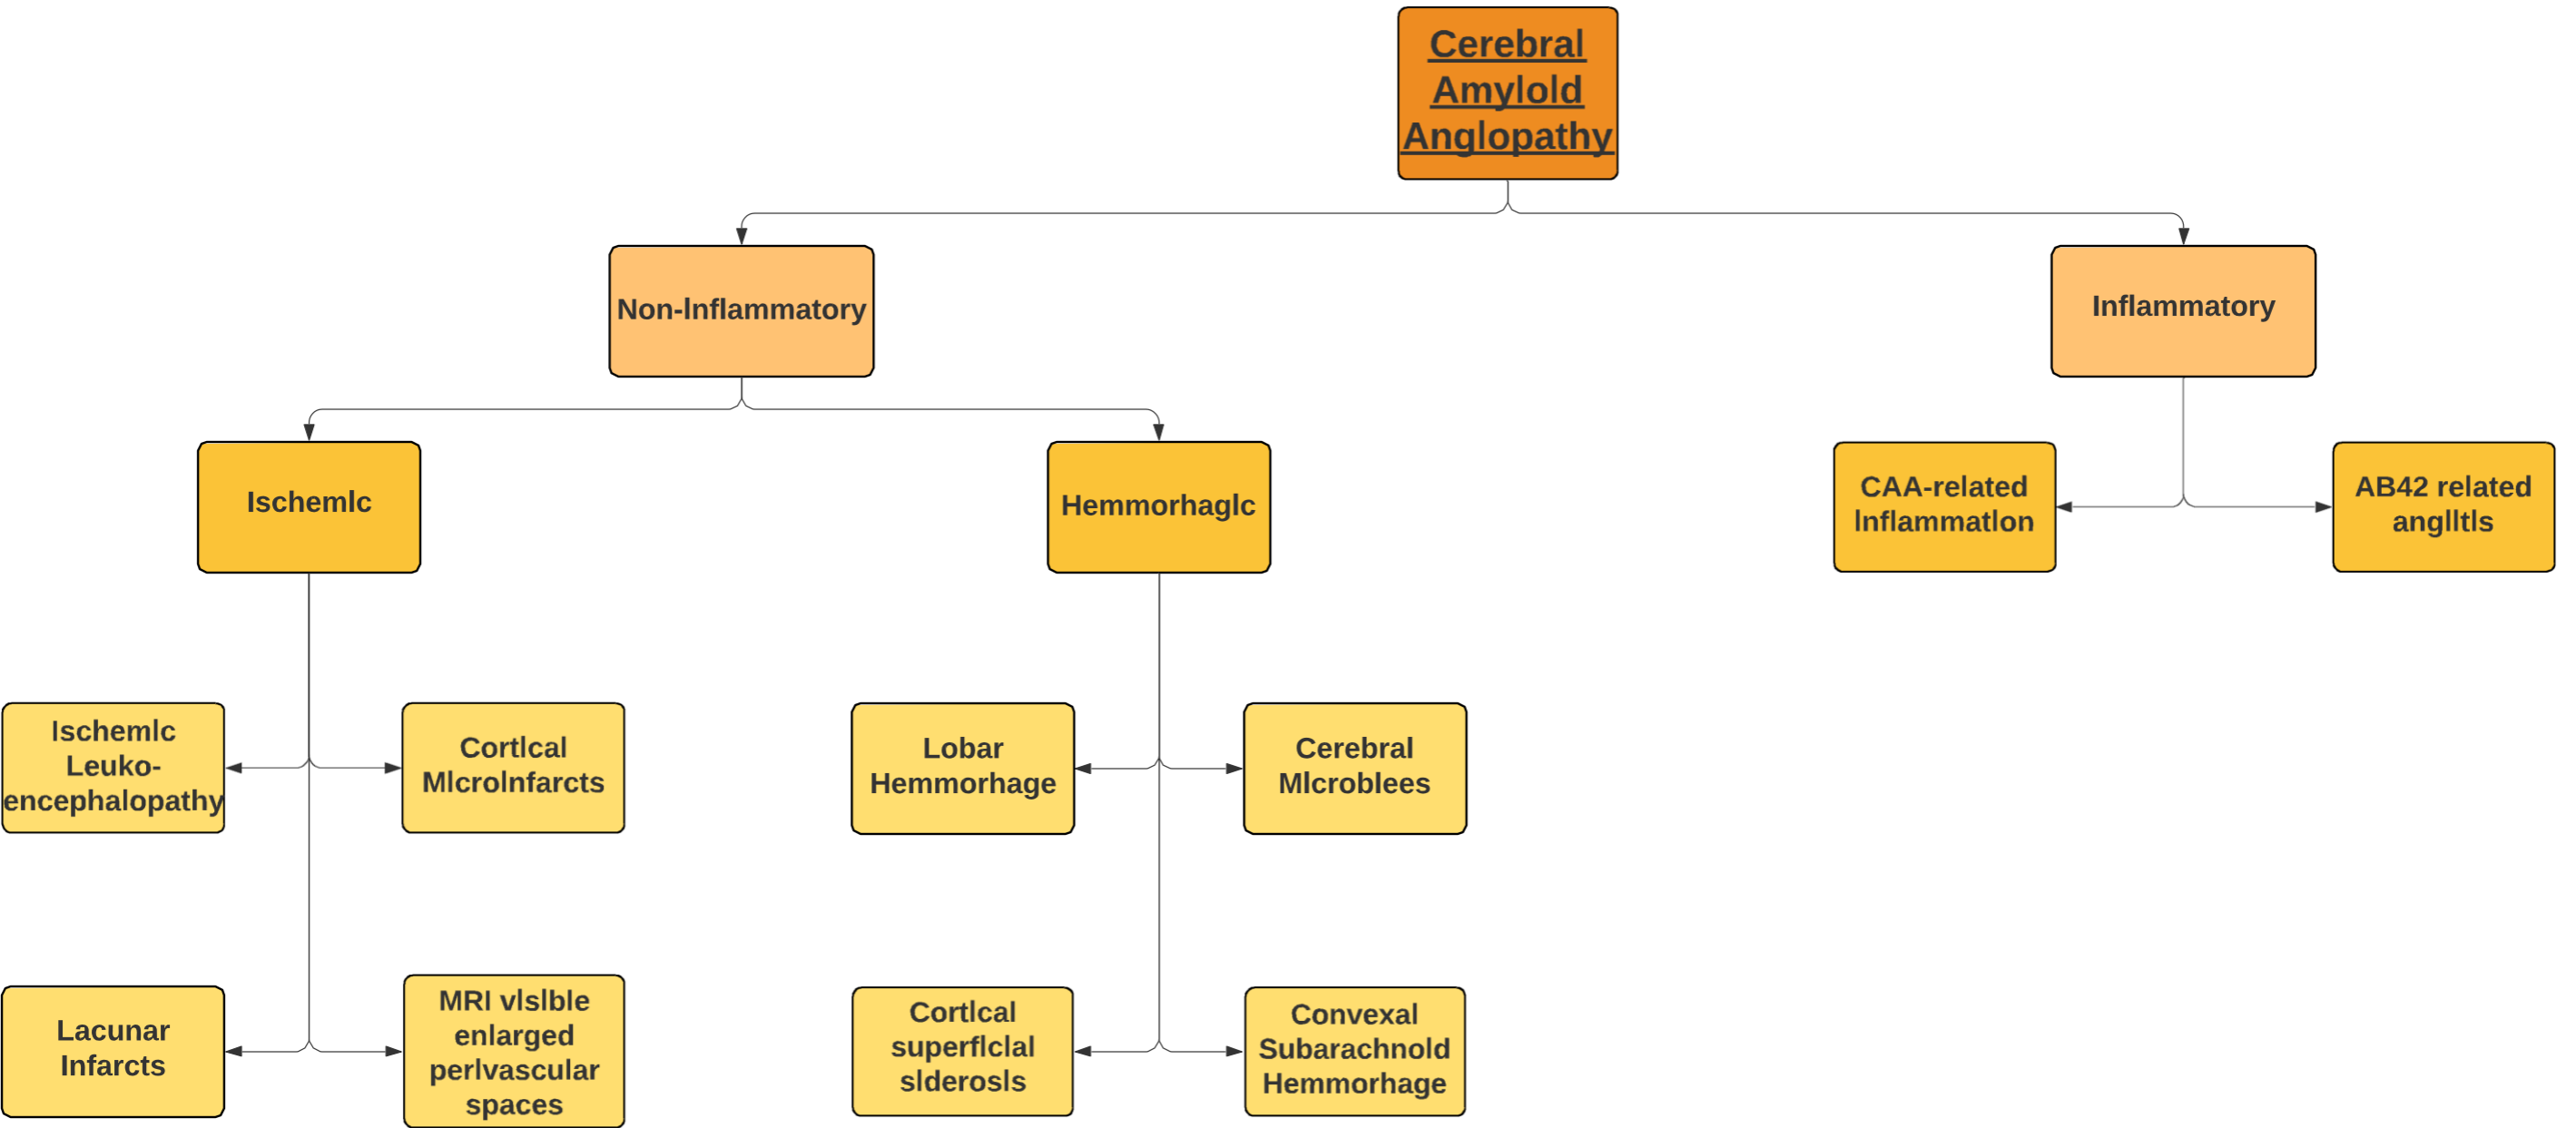 Cerebral
Amylold
Anglopathy
Non-Inflammatory
Inflammatory
Ischemlc
Hemmorhaglc
CAA-related
Inflammatlon
AB42 related
anglltls
Ischemlc
Leuko-
encephalopathy
Cortlcal
MlcroInfarcts
Lobar
Hemmorhage
Cerebral
Mlcroblees
Lacunar
Infarcts
MRI vlslble
enlarged
perlvascular
spaces
Cortlcal
superflclal
slderosls
Convexal
Subarachnold
Hemmorhage